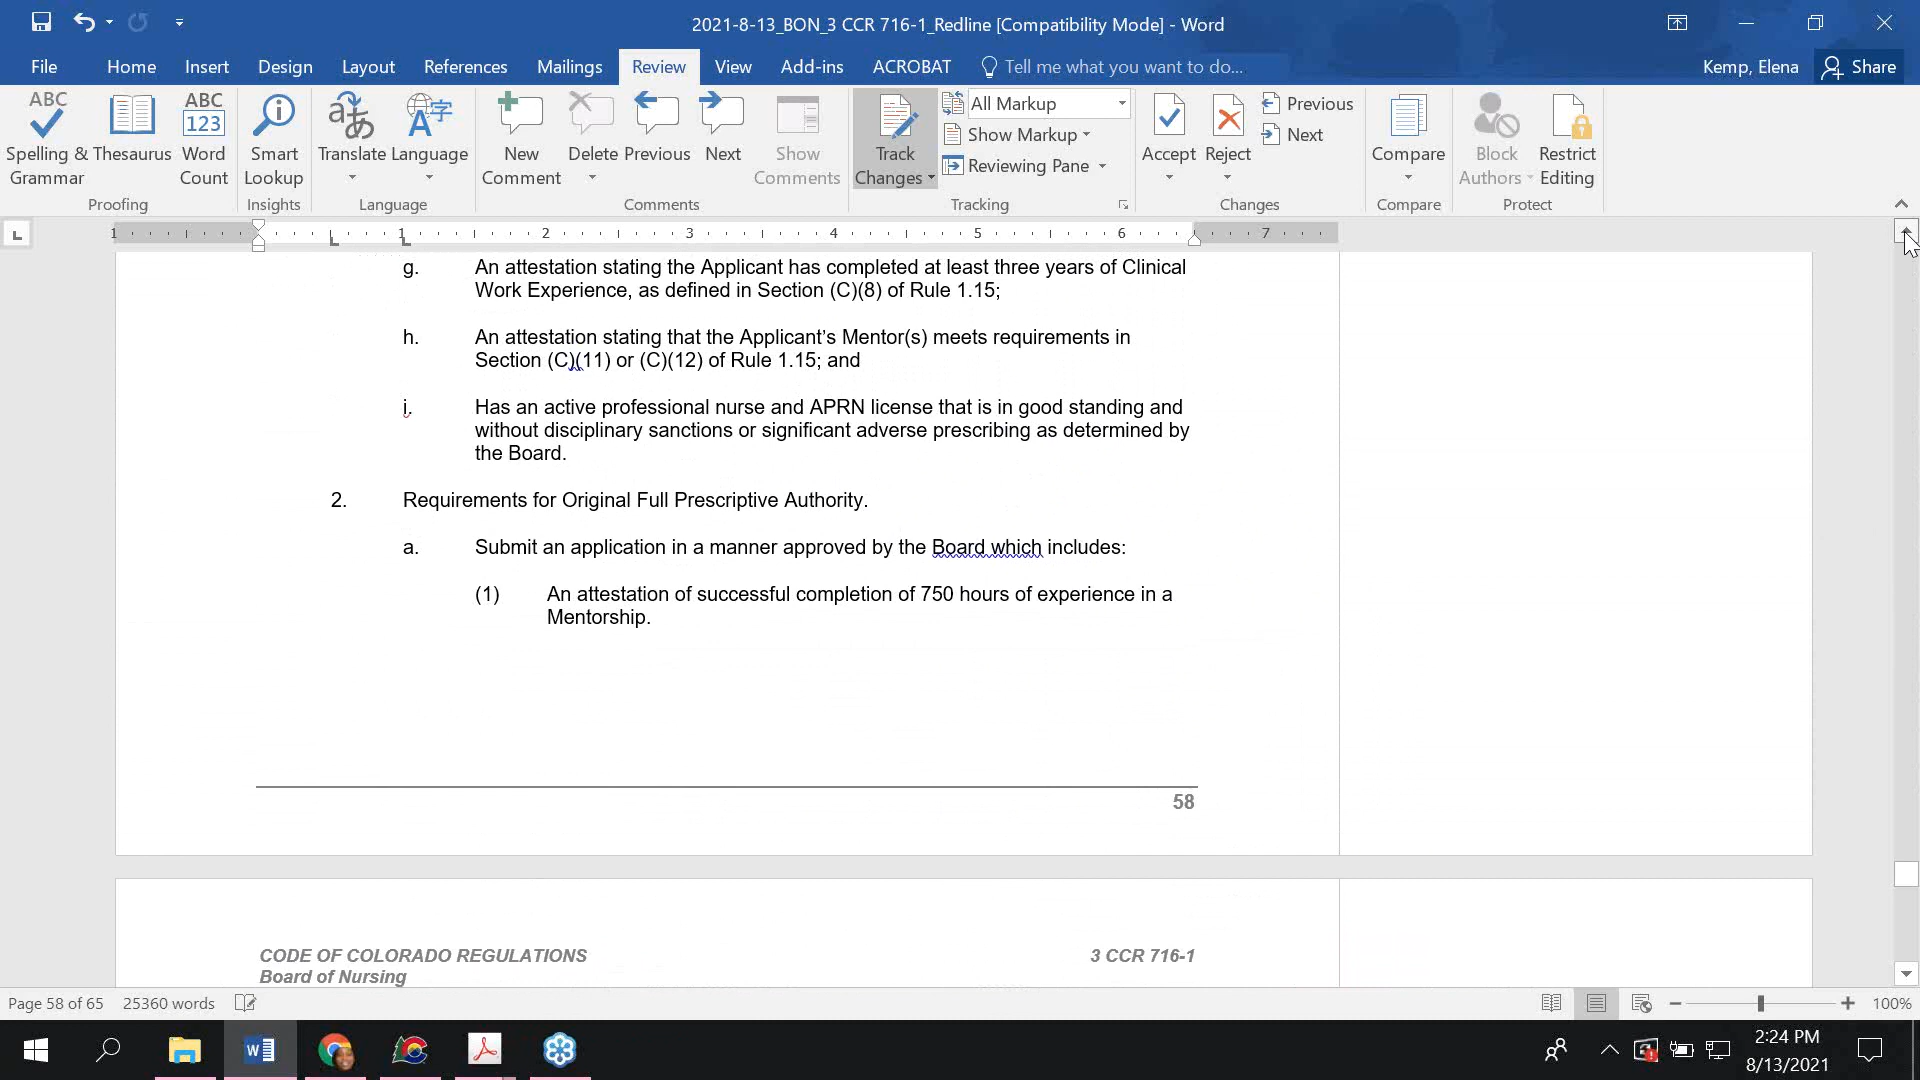 2021-8-13_BON_3 CCR 716-1_Redline [Compatibility Mode] - Word
File Home Insert Design Layout References Mailings Review View Add-ins ACROBAT Tell me what you want to do... Kemp, Elena Share
Spelling & Grammar
Thesaurus
Word Count
Smart Lookup
Translate
Language
New Comment
Delete
Previous
Next
Show Comments
Track Changes
All Markup
Show Markup
Reviewing Pane
Accept
Reject
Previous
Next
Compare
Block Authors
Restrict Editing
Proofing Insights Language Comments Tracking Changes Compare Protect
1 1 2 3 4 5 6 7
g. An attestation stating the Applicant has completed at least three years of Clinical
Work Experience, as defined in Section (C)(8) of Rule 1.15;
h. An attestation stating that the Applicant’s Mentor(s) meets requirements in
Section (C)(11) or (C)(12) of Rule 1.15; and
i. Has an active professional nurse and APRN license that is in good standing and
without disciplinary sanctions or significant adverse prescribing as determined by
the Board.
2. Requirements for Original Full Prescriptive Authority.
a. Submit an application in a manner approved by the Board which includes:
(1) An attestation of successful completion of 750 hours of experience in a
Mentorship.
58
CODE OF COLORADO REGULATIONS 3 CCR 716-1
Board of Nursing
Page 58 of 65 25360 words 100%
2:24 PM
8/13/2021